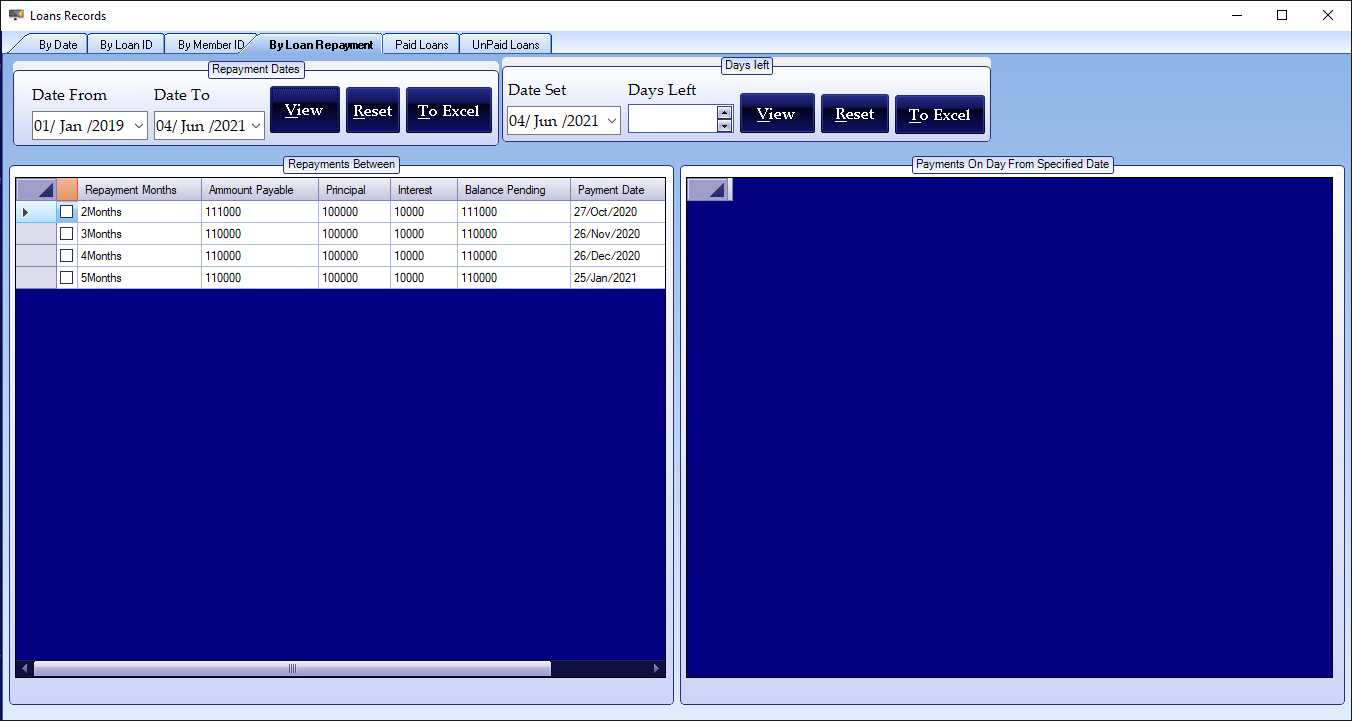 Loans Records
By Date By Loan ID By Member ID By Loan Repayment Paid Loans UnPaid Loans
Repayment Dates
Date From Date To
01/ Jan /2019 04/ Jun /2021 View Reset To Excel
Days left
Date Set Days Left
04/ Jun /2021 View Reset To Excel
Repayments Between
Repayment Months Ammount Payable Principal Interest Balance Pending Payment Date
2Months 111000 100000 10000 111000 27/Oct/2020
3Months 110000 100000 10000 110000 26/Nov/2020
4Months 110000 100000 10000 110000 26/Dec/2020
5Months 110000 100000 10000 110000 25/Jan/2021
Payments On Day From Specified Date